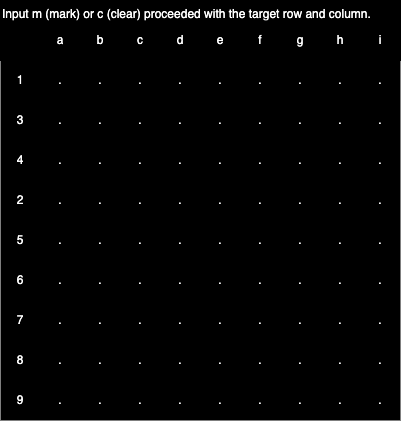 Input m (mark) or c (clear) proceeded with the target row and column.
a b c d e f g h i
1 . . . . . . . . .
3 . . . . . . . . .
4 . . . . . . . . .
2 . . . . . . . . .
5 . . . . . . . . .
6 . . . . . . . . .
7 . . . . . . . . .
8 . . . . . . . . .
9 . . . . . . . . .